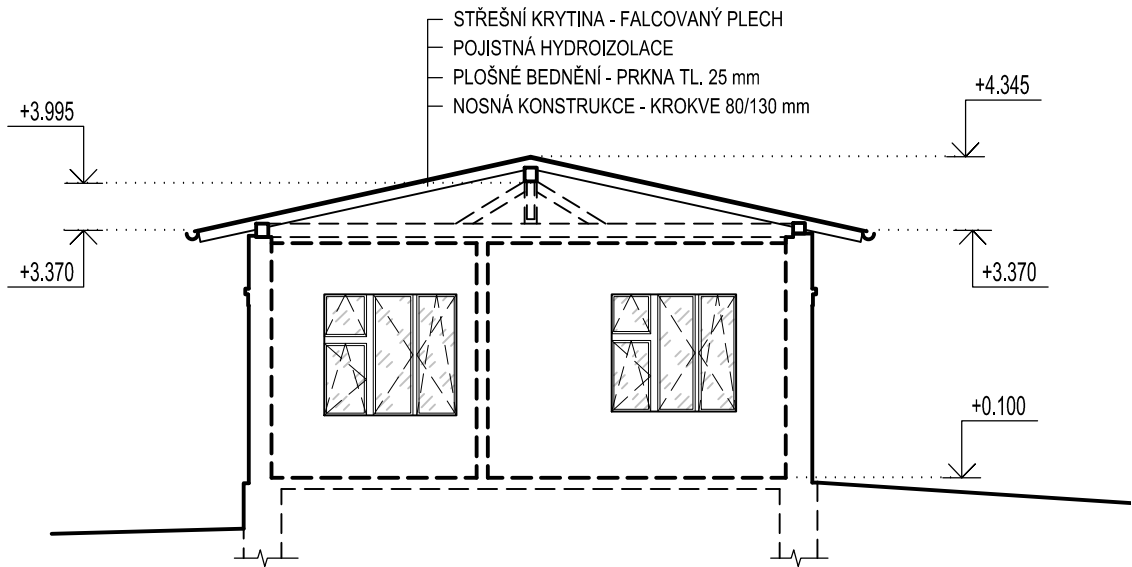 STŘEŠNÍ KRYTINA - FALCOVANÝ PLECH
POJISTNÁ HYDROIZOLACE
PLOŠNÉ BEDNĚNÍ - PRKNA TL. 25 mm
NOSNÁ KONSTRUKCE - KROKVE 80/130 mm
+3.995
+4.345
+3.370
+3.370
+0.100